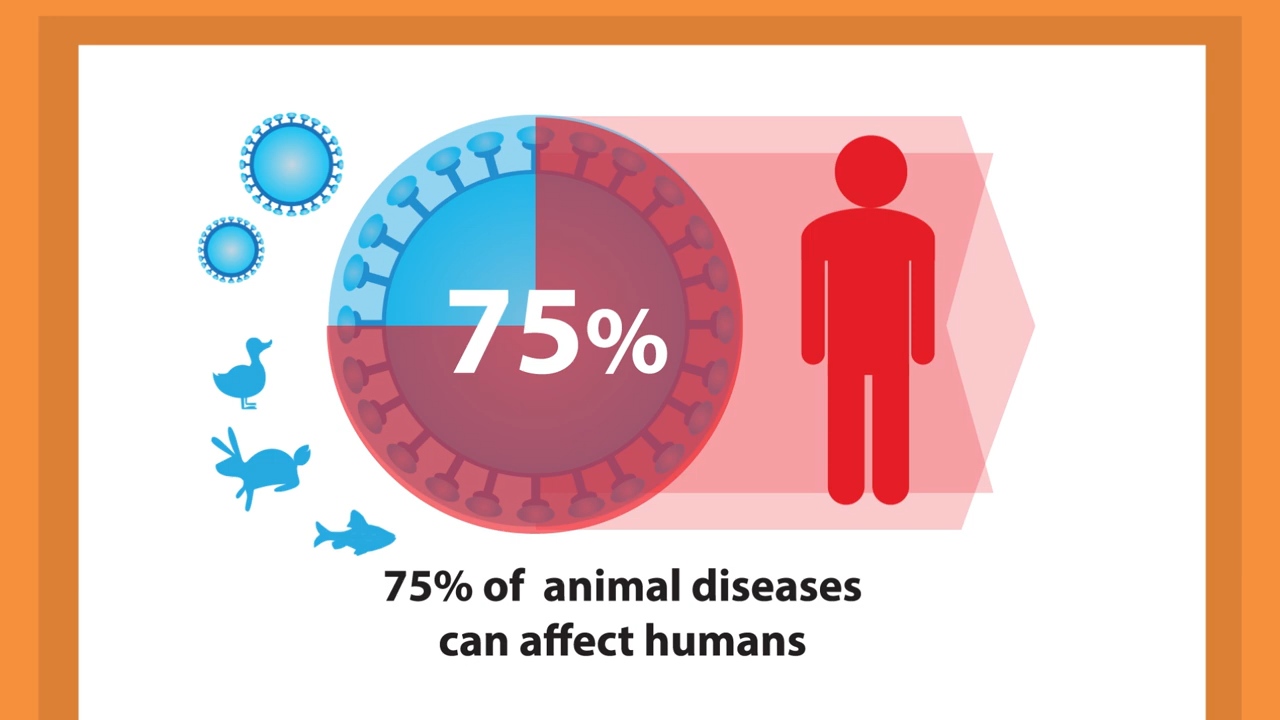 75%
75% of animal diseases
can affect humans